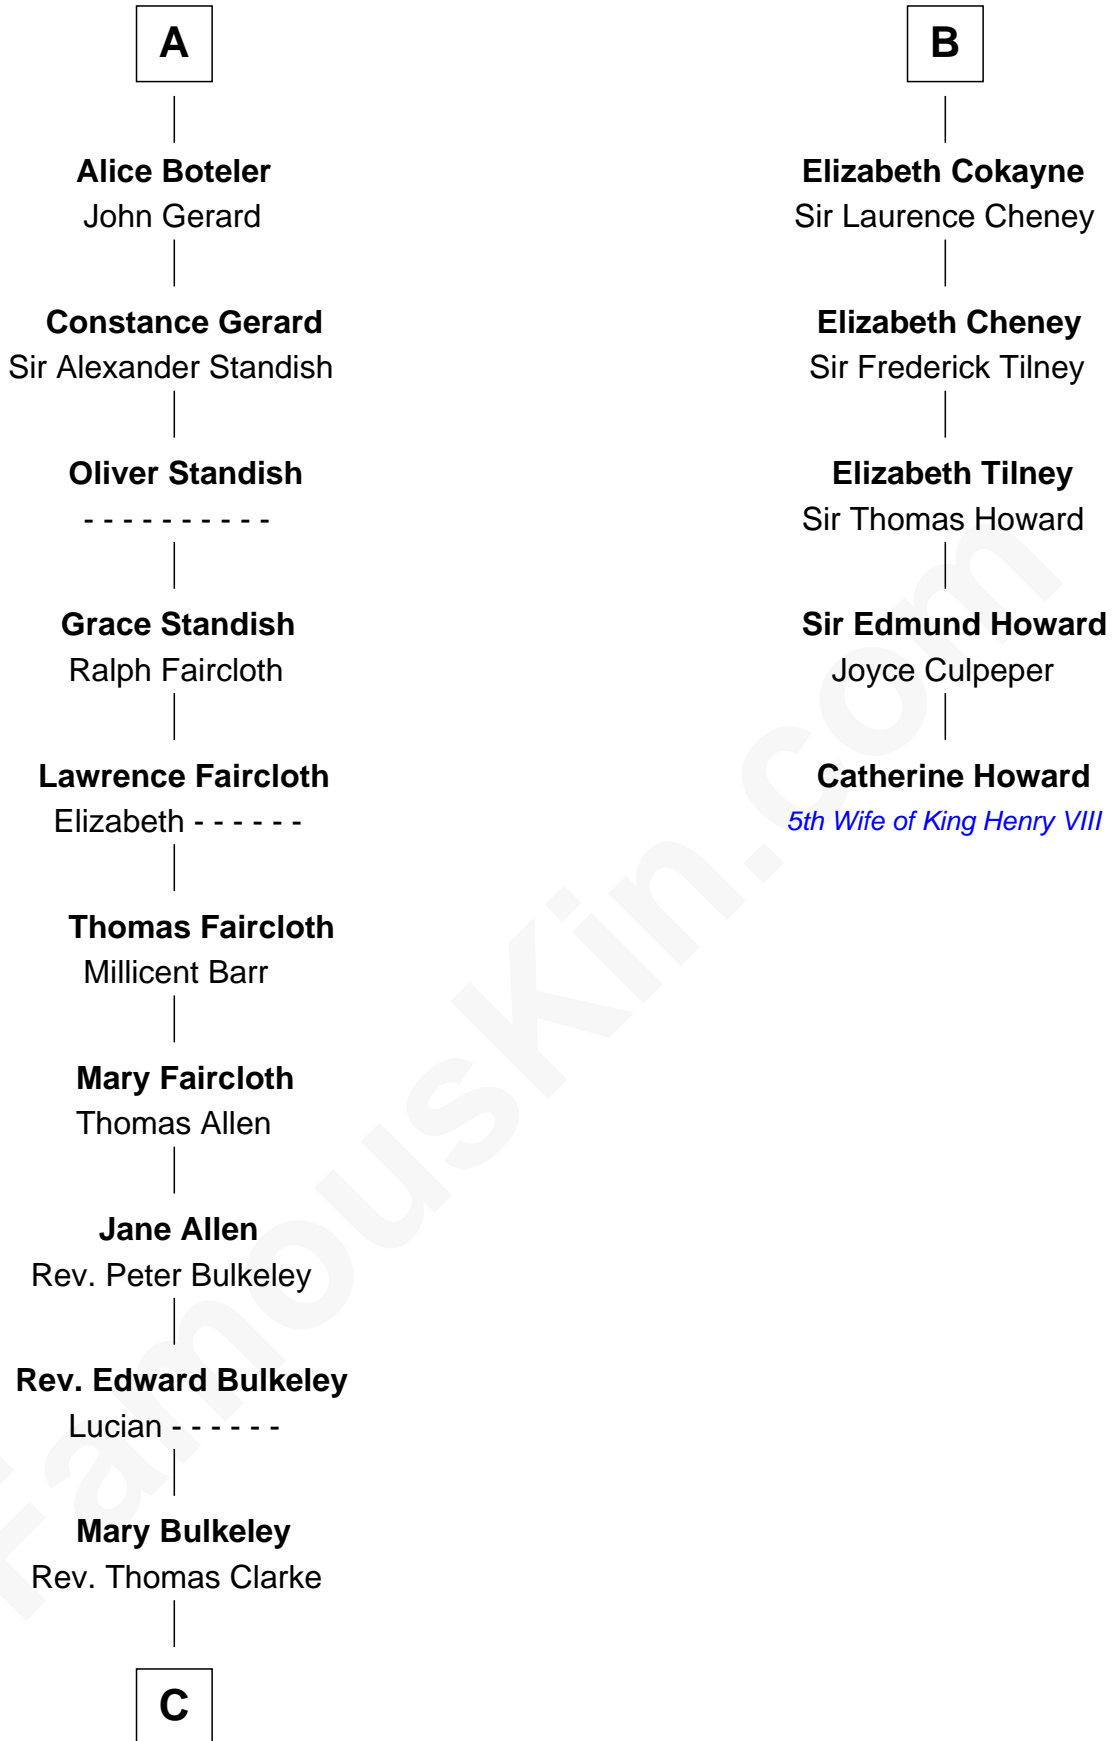 A
Alice Boteler
John Gerard
Constance Gerard
Sir Alexander Standish
Oliver Standish
- - - - - - - - - -
Grace Standish
Ralph Faircloth
Lawrence Faircloth
Elizabeth - - - - - -
Thomas Faircloth
Millicent Barr
Mary Faircloth
Thomas Allen
Jane Allen
Rev. Peter Bulkeley
Rev. Edward Bulkeley
Lucian - - - - - -
Mary Bulkeley
Rev. Thomas Clarke
C
B
Elizabeth Cokayne
Sir Laurence Cheney
Elizabeth Cheney
Sir Frederick Tilney
Elizabeth Tilney
Sir Thomas Howard
Sir Edmund Howard
Joyce Culpeper
Catherine Howard
5th Wife of King Henry VIII
FamousKin.com